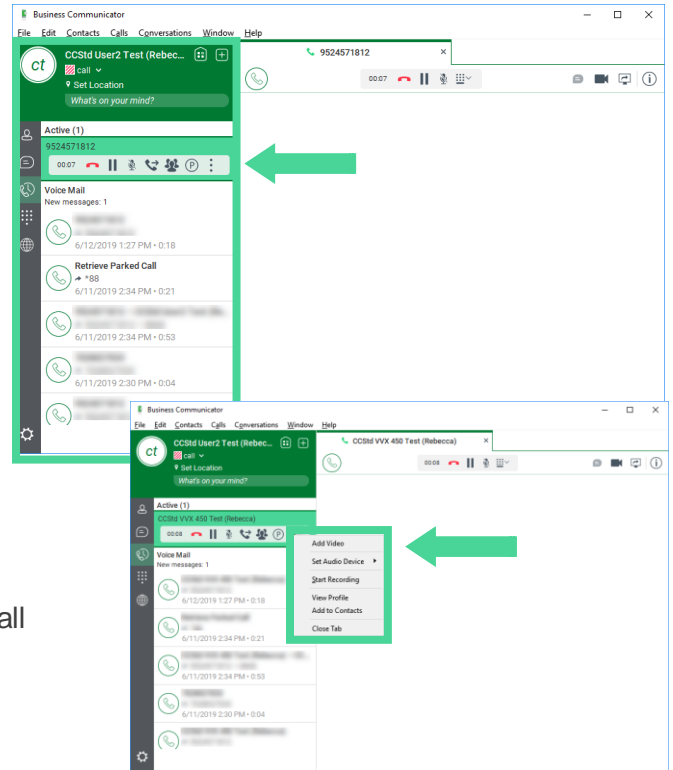 Business Communicator
File Edit Contacts Calls Conversations Window Help
ct
CCStd User2 Test (Rebec...
call
Set Location
What's on your mind?
9524571812 ×
00:07
Active (1)
9524571812
00:07 P
Voice Mail
New messages: 1
6/12/2019 1:27 PM • 0:18
Retrieve Parked Call
*88
6/11/2019 2:34 PM • 0:21
6/11/2019 2:34 PM • 0:53
6/11/2019 2:30 PM • 0:04
all
Business Communicator
File Edit Contacts Calls Conversations Window Help
ct
CCStd User2 Test (Rebec...
call
Set Location
What's on your mind?
CCStd VVX 450 Test (Rebecca) ×
00:08
Active (1)
CCStd VVX 450 Test (Rebecca)
00:08 P
Add Video
Set Audio Device
Start Recording
View Profile
Add to Contacts
Close Tab
Voice Mail
New messages: 1
6/12/2019 1:27 PM • 0:18
6/11/2019 2:34 PM • 0:21
6/11/2019 2:34 PM • 0:53
6/11/2019 2:30 PM • 0:04